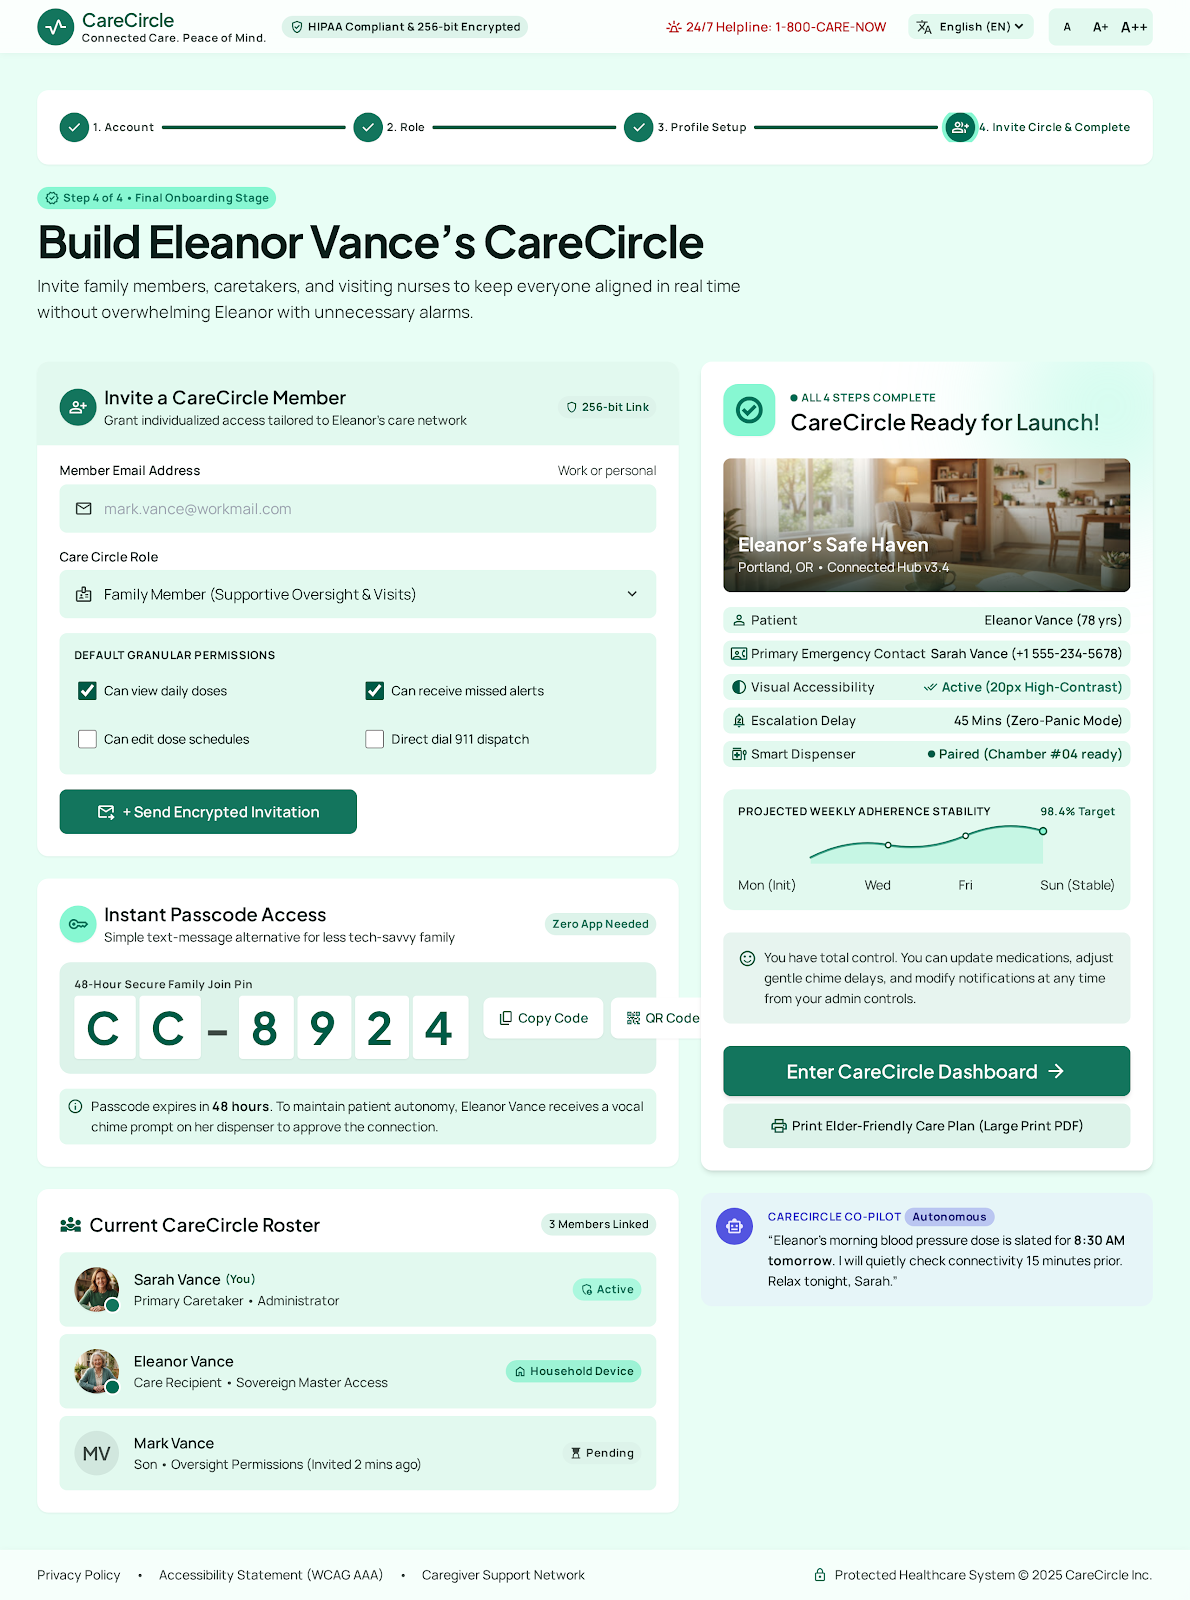 CareCircle
Connected Care. Peace of Mind.
HIPAA Compliant & 256-bit Encrypted
24/7 Helpline: 1-800-CARE-NOW
English (EN)
A A+ A++
1. Account
2. Role
3. Profile Setup
4. Invite Circle & Complete
Step 4 of 4 • Final Onboarding Stage
Build Eleanor Vance’s CareCircle
Invite family members, caretakers, and visiting nurses to keep everyone aligned in real time
without overwhelming Eleanor with unnecessary alarms.
Invite a CareCircle Member
Grant individualized access tailored to Eleanor's care network
256-bit Link
Member Email Address
Work or personal
mark.vance@workmail.com
Care Circle Role
Family Member (Supportive Oversight & Visits)
DEFAULT GRANULAR PERMISSIONS
Can view daily doses
Can receive missed alerts
Can edit dose schedules
Direct dial 911 dispatch
+ Send Encrypted Invitation
Instant Passcode Access
Simple text-message alternative for less tech-savvy family
Zero App Needed
48-Hour Secure Family Join Pin
C C – 8 9 2 4
Copy Code
QR Code
Passcode expires in 48 hours. To maintain patient autonomy, Eleanor Vance receives a vocal
chime prompt on her dispenser to approve the connection.
Current CareCircle Roster
3 Members Linked
Sarah Vance (You)
Primary Caretaker • Administrator
Active
Eleanor Vance
Care Recipient • Sovereign Master Access
Household Device
MV
Mark Vance
Son • Oversight Permissions (Invited 2 mins ago)
Pending
ALL 4 STEPS COMPLETE
CareCircle Ready for Launch!
Eleanor’s Safe Haven
Portland, OR • Connected Hub v3.4
Patient
Eleanor Vance (78 yrs)
Primary Emergency Contact
Sarah Vance (+1 555-234-5678)
Visual Accessibility
Active (20px High-Contrast)
Escalation Delay
45 Mins (Zero-Panic Mode)
Smart Dispenser
Paired (Chamber #04 ready)
PROJECTED WEEKLY ADHERENCE STABILITY
98.4% Target
Mon (Init)
Wed
Fri
Sun (Stable)
You have total control. You can update medications, adjust
gentle chime delays, and modify notifications at any time
from your admin controls.
Enter CareCircle Dashboard
Print Elder-Friendly Care Plan (Large Print PDF)
CARECIRCLE CO-PILOT
Autonomous
“Eleanor's morning blood pressure dose is slated for 8:30 AM
tomorrow. I will quietly check connectivity 15 minutes prior.
Relax tonight, Sarah.”
Privacy Policy • Accessibility Statement (WCAG AAA) • Caregiver Support Network
Protected Healthcare System © 2025 CareCircle Inc.